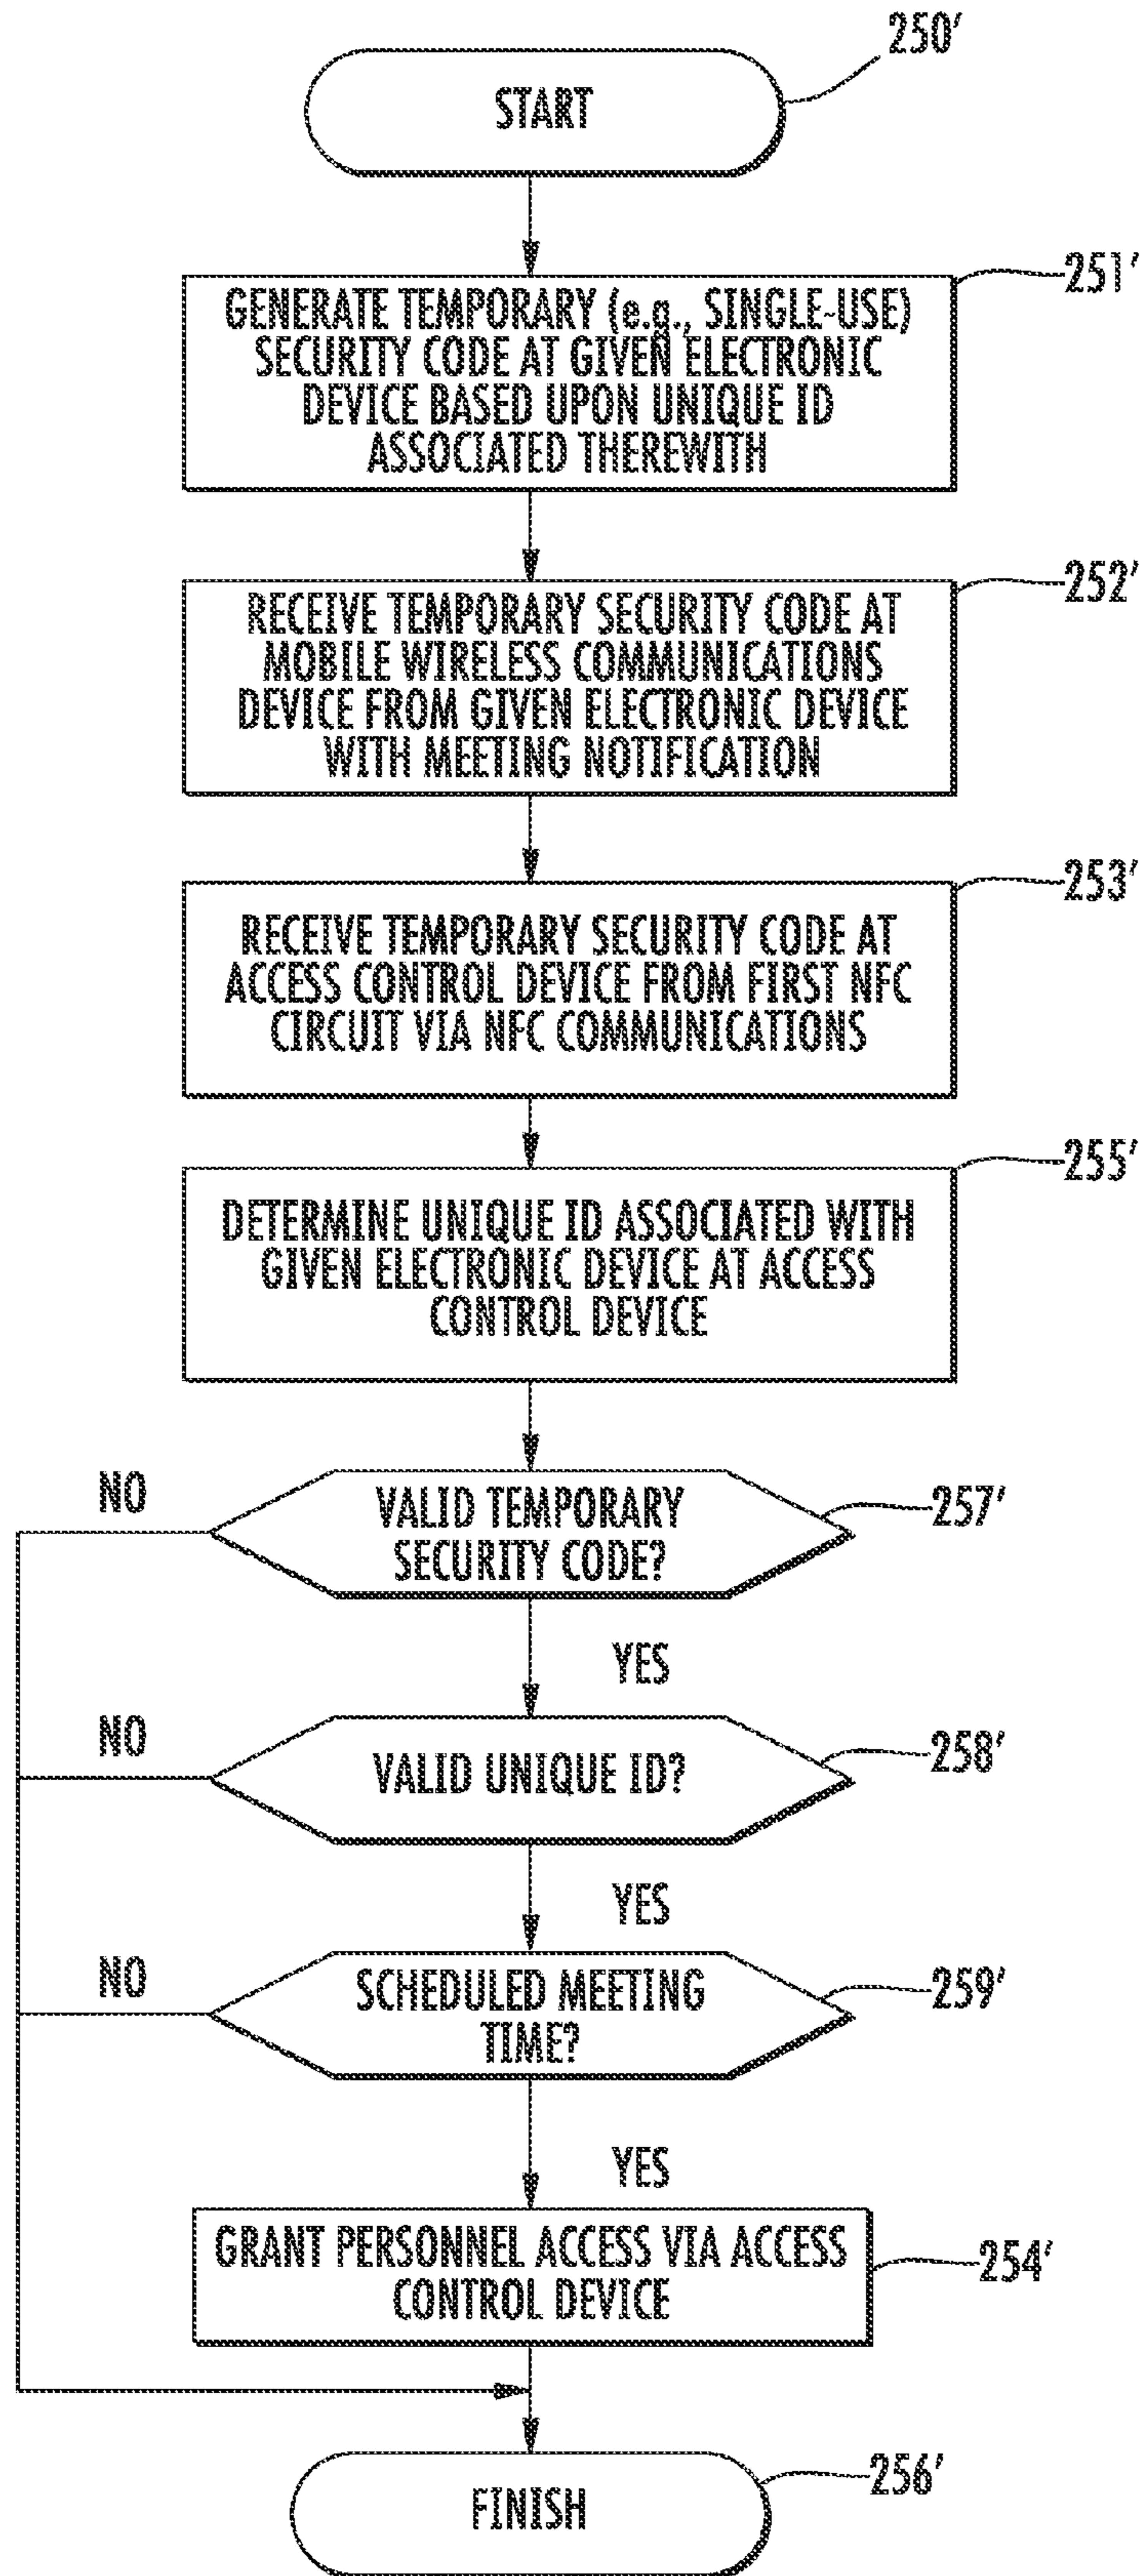 250'
START
251'
GENERATE TEMPORARY (e.g., SINGLE-USE)
SECURITY CODE AT GIVEN ELECTRONIC
DEVICE BASED UPON UNIQUE ID
ASSOCIATED THEREWITH
252'
RECEIVE TEMPORARY SECURITY CODE AT
MOBILE WIRELESS COMMUNICATIONS
DEVICE FROM GIVEN ELECTRONIC DEVICE
WITH MEETING NOTIFICATION
253'
RECEIVE TEMPORARY SECURITY CODE AT
ACCESS CONTROL DEVICE FROM FIRST NFC
CIRCUIT VIA NFC COMMUNICATIONS
255'
DETERMINE UNIQUE ID ASSOCIATED WITH
GIVEN ELECTRONIC DEVICE AT ACCESS
CONTROL DEVICE
NO
VALID TEMPORARY
SECURITY CODE?
257'
YES
NO
VALID UNIQUE ID?
258'
YES
NO
SCHEDULED MEETING
TIME?
259'
YES
GRANT PERSONNEL ACCESS VIA ACCESS
CONTROL DEVICE
254'
FINISH
256'